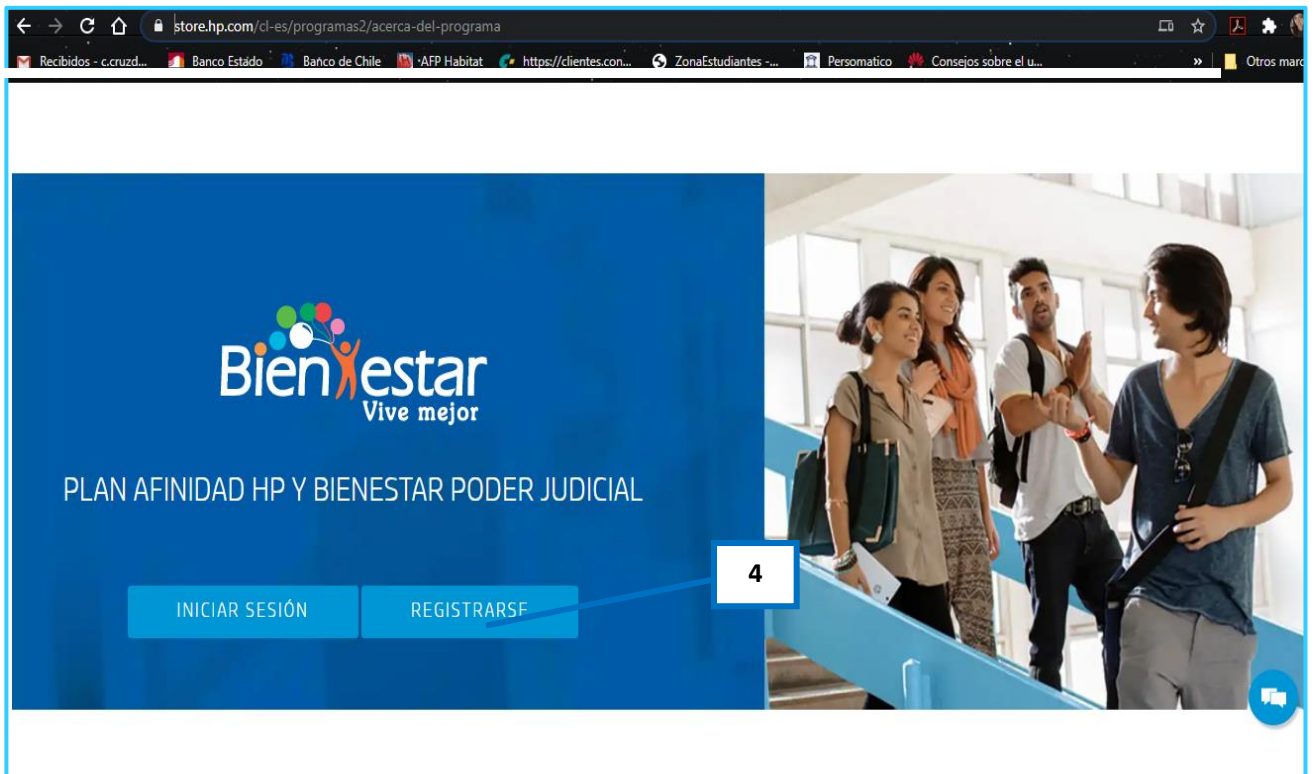 store.hp.com/cl-es/programas2/acerca-del-programa
Recibidos - c.cruzd... Banco Estado Banco de Chile AFP Habitat https://clientes.con... ZonaEstudiantes -... Persomatico Consejos sobre el u... » Otros marc
Bienestar
Vive mejor
PLAN AFINIDAD HP Y BIENESTAR PODER JUDICIAL
4
INICIAR SESIÓN REGISTRARSE